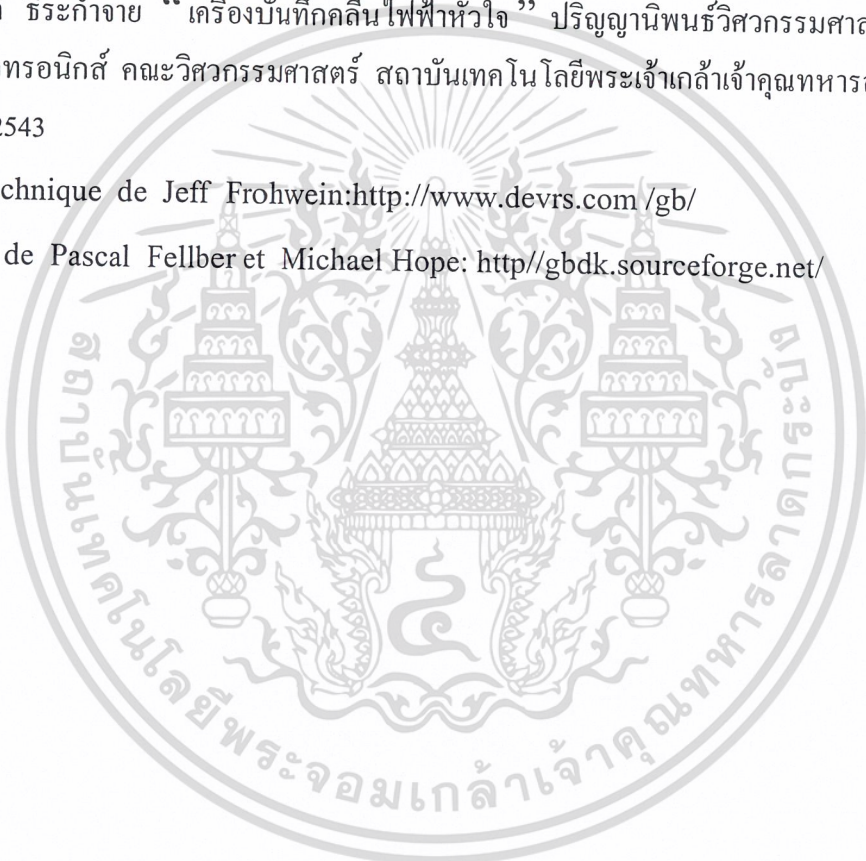 ธีระกำจาย “ เครื่องบันทึกคลื่นไฟฟ้าหัวใจ ” ปริญญานิพนธ์วิศวกรรมศาส
ทรอนิกส์ คณะวิศวกรรมศาสตร์ สถาบันเทคโนโลยีพระเจ้าเกล้าเจ้าคุณทหารล
2543
chnique de Jeff Frohwein:http://www.devrs.com /gb/
de Pascal Fellber et Michael Hope: http//gbdk.sourceforge.net/
สถาบันเทคโนโลยีพระจอมเกล้าเจ้าคุณทหารลาดกระบัง